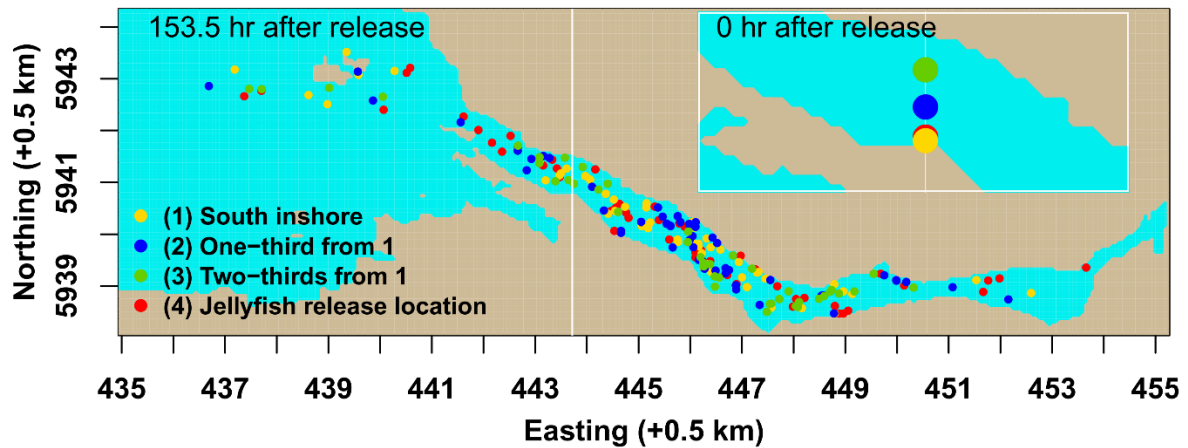 153.5 hr after release
0 hr after release
Northing (+0.5 km)
5943
5941
5939
(1) South inshore
(2) One−third from 1
(3) Two−thirds from 1
(4) Jellyfish release location
435 437 439 441 443 445 447 449 451 453 455
Easting (+0.5 km)